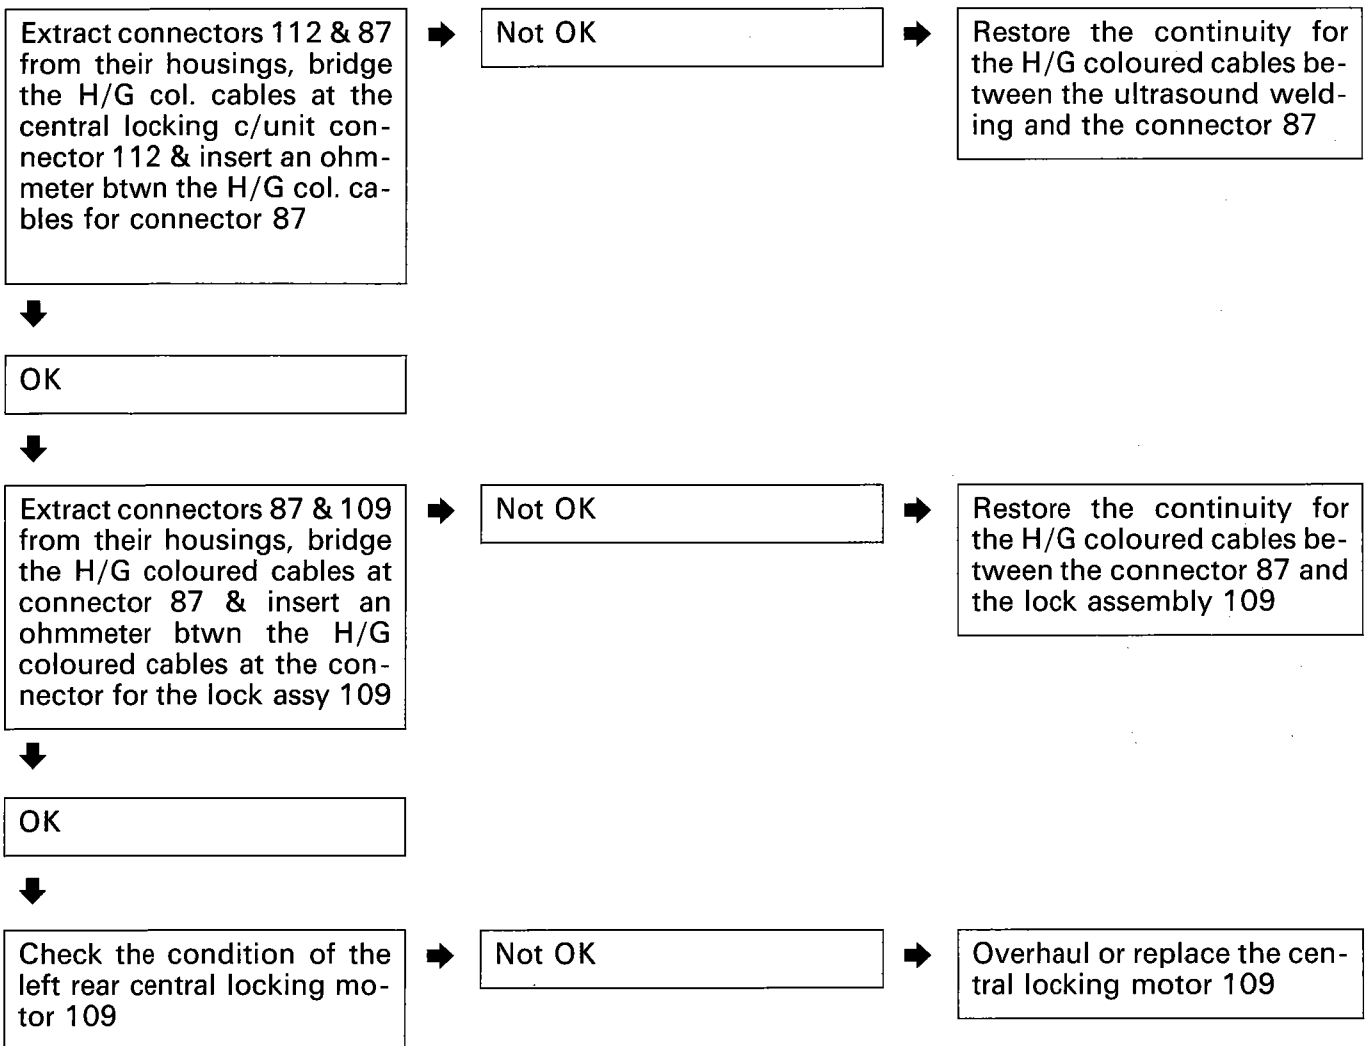 Extract connectors 112 & 87
from their housings, bridge
the H/G col. cables at the
central locking c/unit con-
nector 112 & insert an ohm-
meter btwn the H/G col. ca-
bles for connector 87
Not OK
Restore the continuity for
the H/G coloured cables be-
tween the ultrasound weld-
ing and the connector 87
OK
Extract connectors 87 & 109
from their housings, bridge
the H/G coloured cables at
connector 87 & insert an
ohmmeter btwn the H/G
coloured cables at the con-
nector for the lock assy 109
Not OK
Restore the continuity for
the H/G coloured cables be-
tween the connector 87 and
the lock assembly 109
OK
Check the condition of the
left rear central locking mo-
tor 109
Not OK
Overhaul or replace the cen-
tral locking motor 109